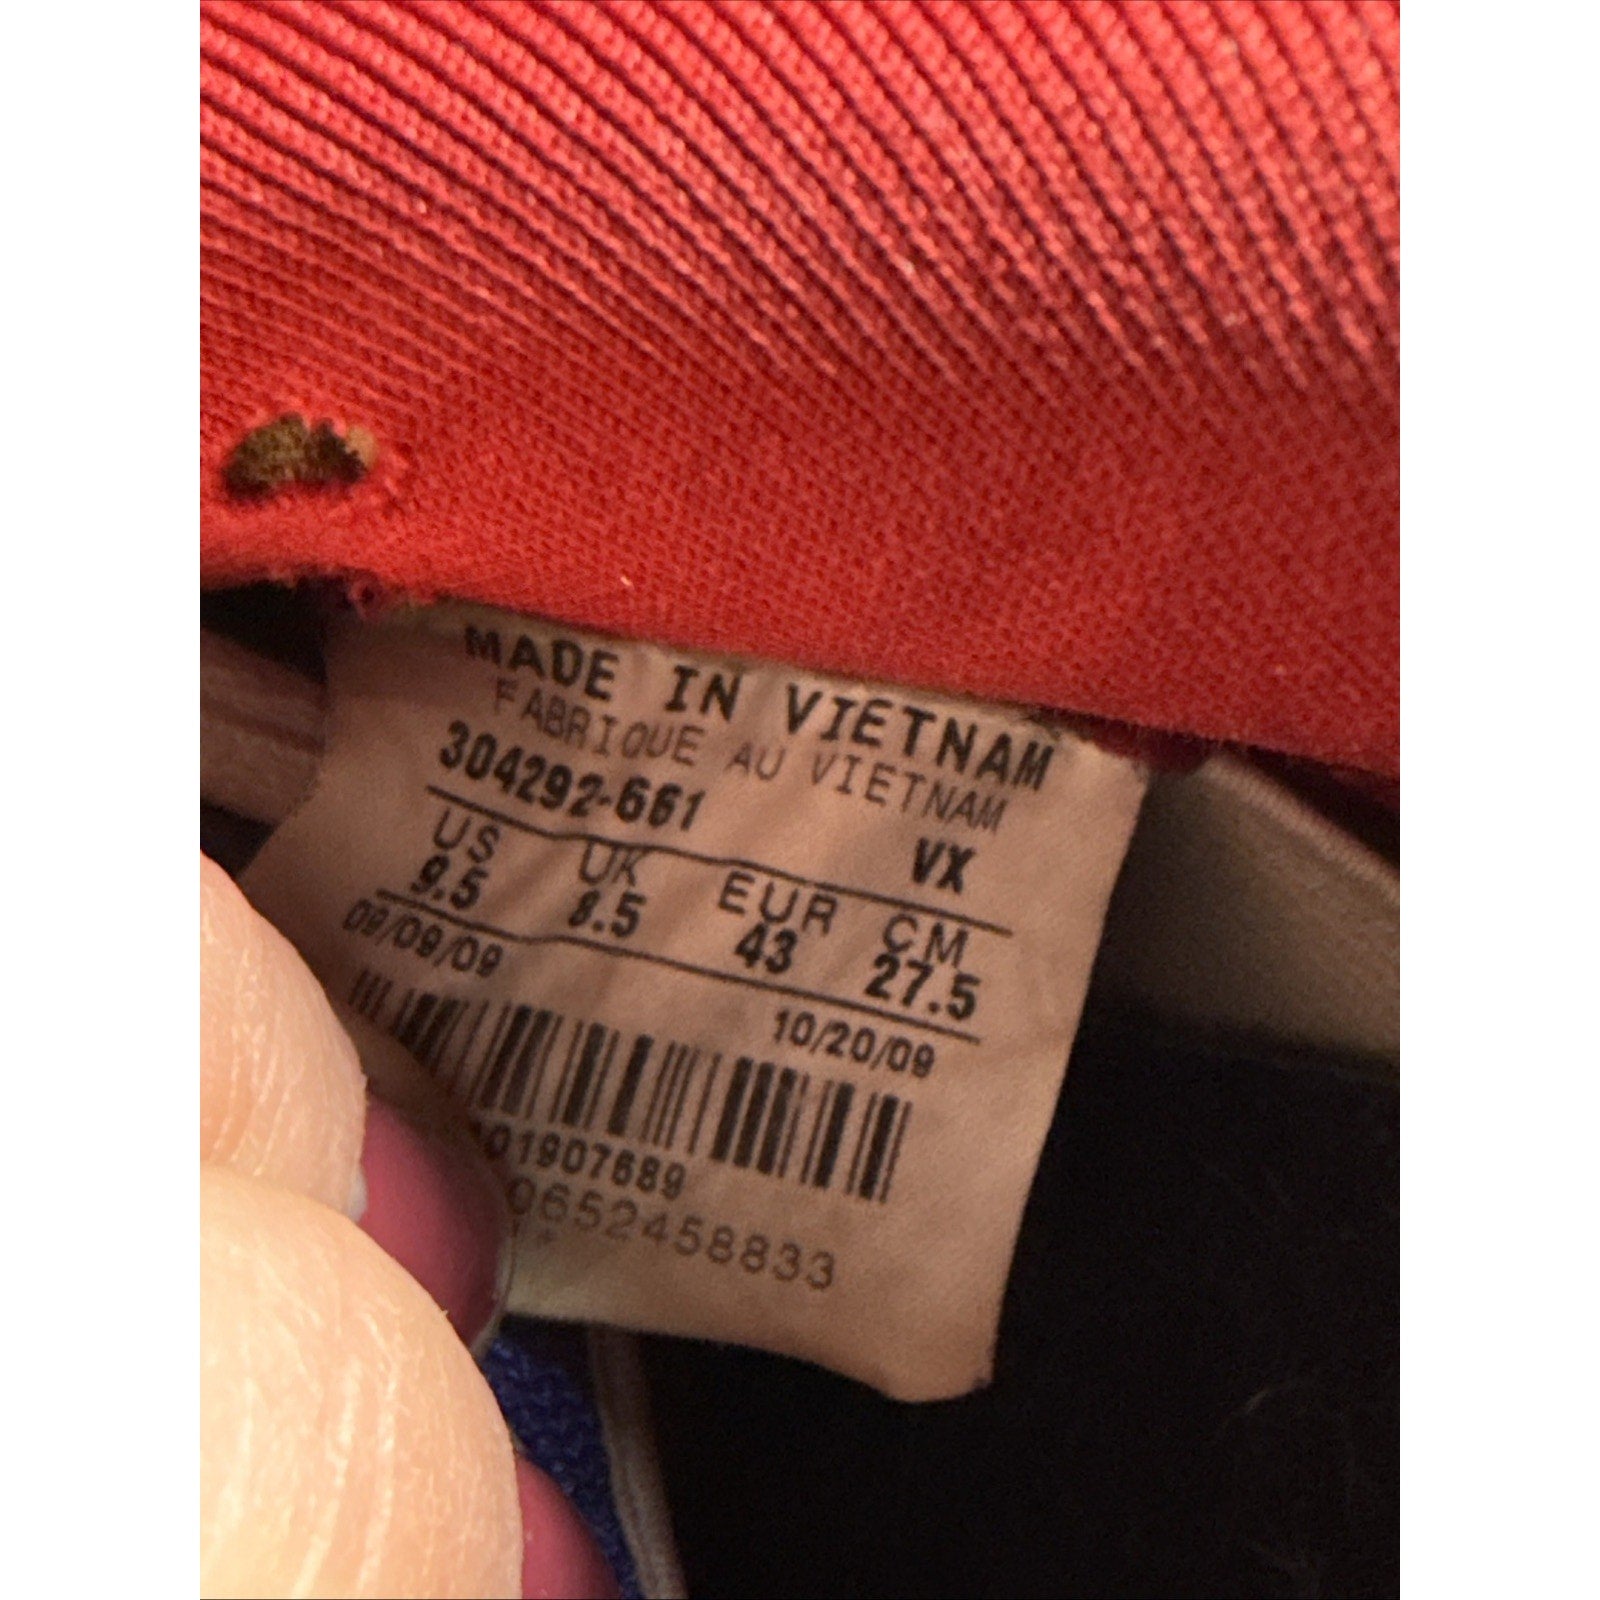 MADE IN VIETNAM
FABRIQUE AU VIETNAM
304292-661 VX
US UK EUR CM
9.5 8.5 43 27.5
09/09/09 10/20/09
01907689
0652458833
+